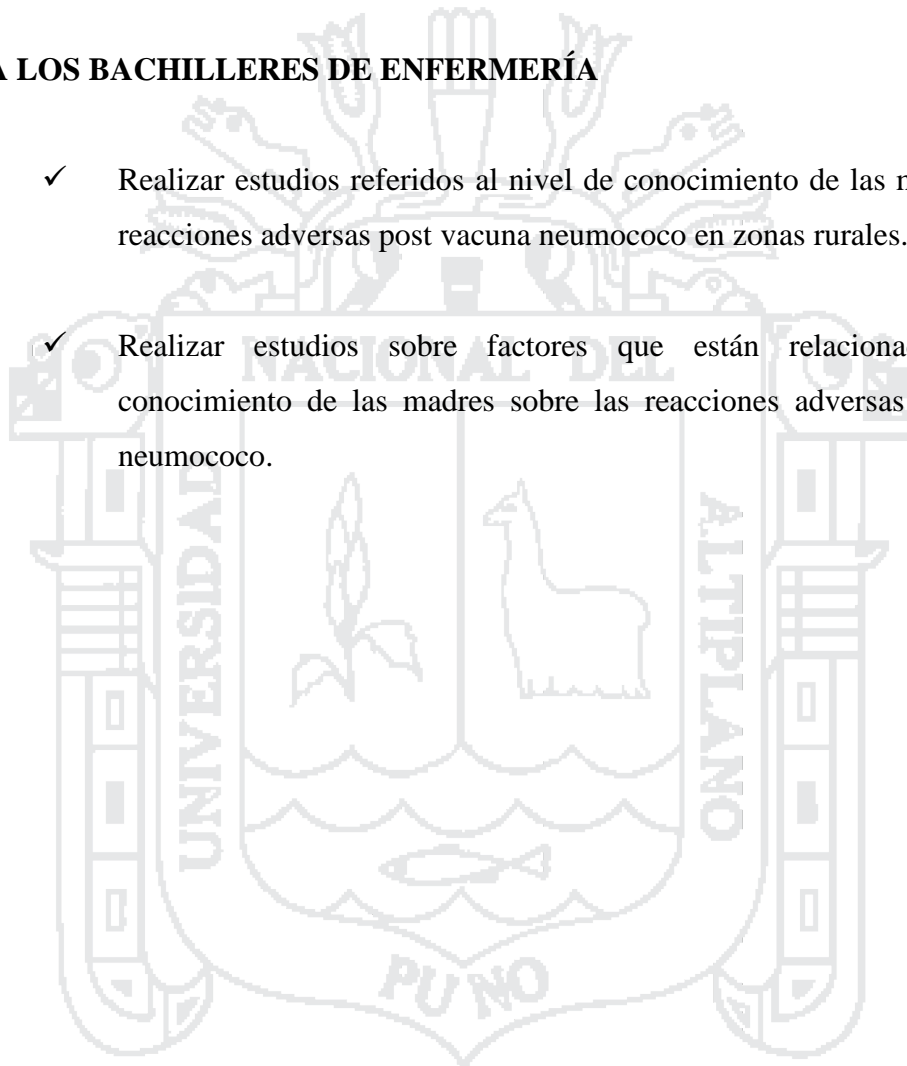 A LOS BACHILLERES DE ENFERMERÍA
✓ Realizar estudios referidos al nivel de conocimiento de las
reacciones adversas post vacuna neumococo en zonas rurales.
✓ Realizar estudios sobre factores que están
conocimiento de las madres sobre las reacciones adversas
neumococo.
NACIONAL DEL
UNIVERSIDAD
ALTIPLANO
PUNO